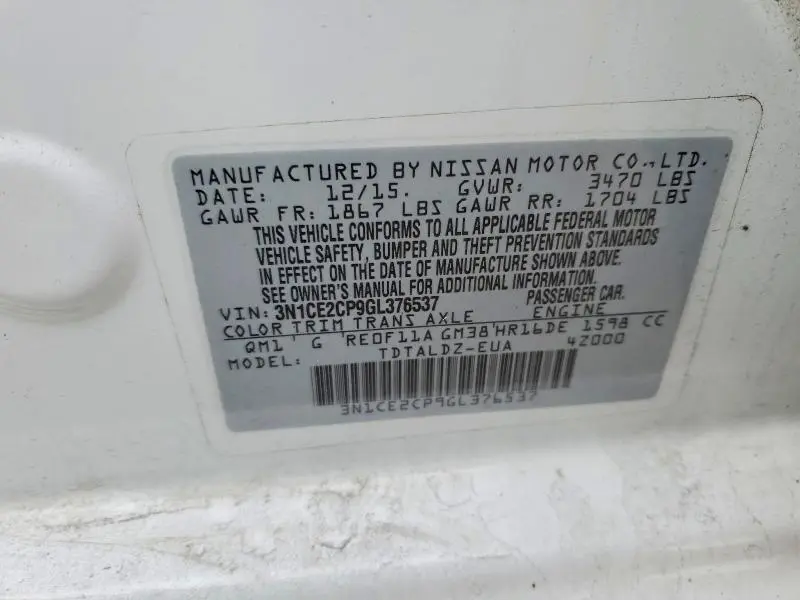 MANUFACTURED BY NISSAN MOTOR CO., LTD.
DATE: 12/15. GVWR: 3470 LBS
GAWR FR: 1867 LBS GAWR RR: 1704 LBS
THIS VEHICLE CONFORMS TO ALL APPLICABLE FEDERAL MOTOR
VEHICLE SAFETY, BUMPER AND THEFT PREVENTION STANDARDS
IN EFFECT ON THE DATE OF MANUFACTURE SHOWN ABOVE.
SEE OWNER'S MANUAL FOR ADDITIONAL INFORMATION.
VIN: 3N1CE2CP9GL376537 PASSENGER CAR.
COLOR TRIM TRANS AXLE ENGINE
QM1 G RE0F11A GM38 HR16DE 1598 CC
MODEL: TDTALDZ-EUA 42000
3N1CE2CP9GL376537